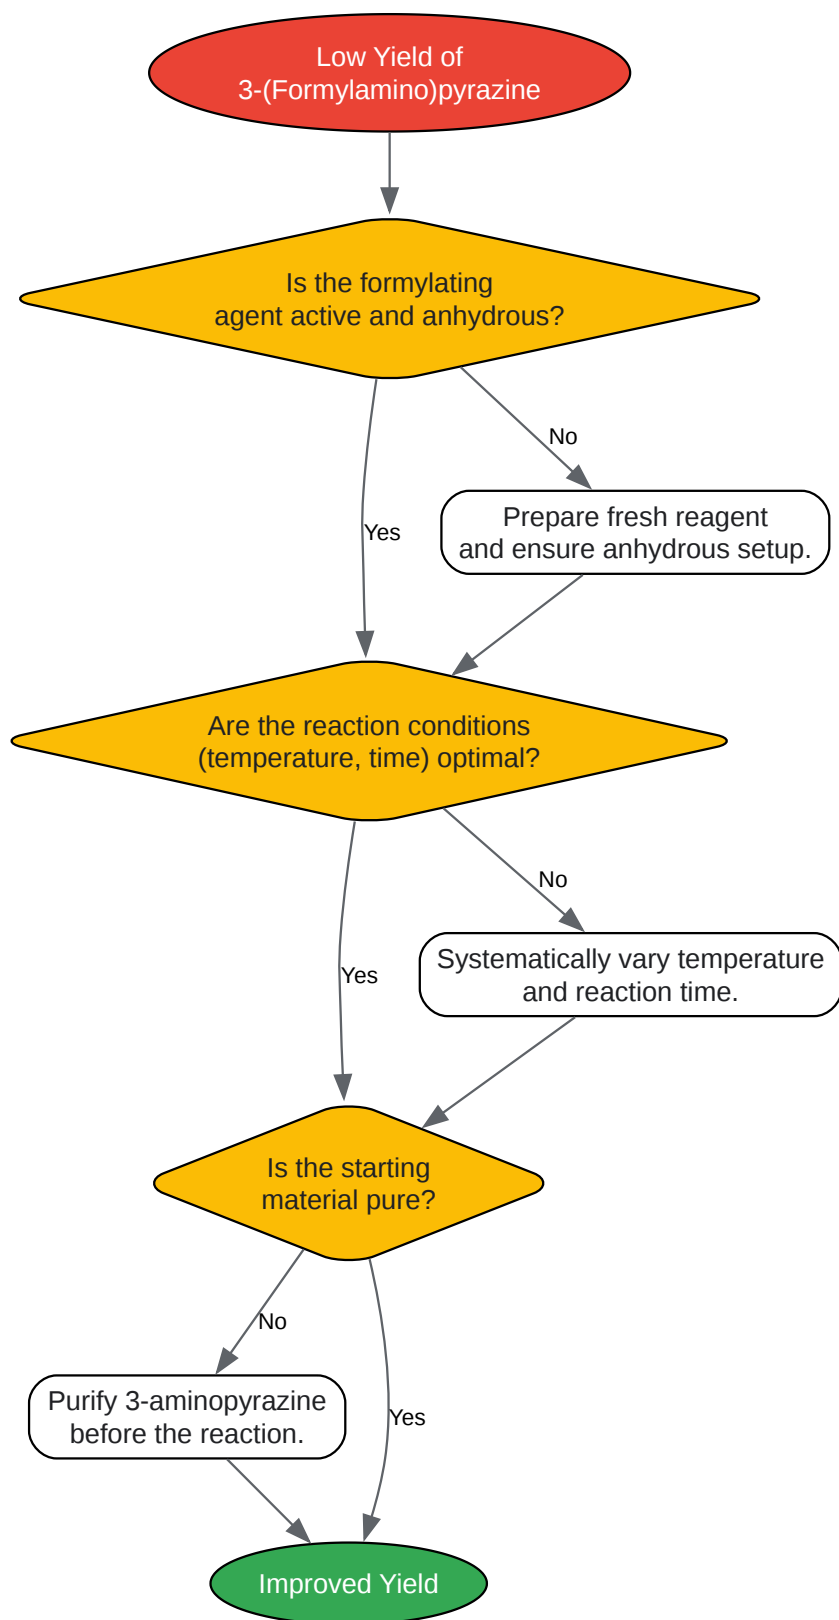 Low Yield of
3-(Formylamino)pyrazine
Is the formylating
agent active and anhydrous?
No
Yes
Prepare fresh reagent
and ensure anhydrous setup.
Are the reaction conditions
(temperature, time) optimal?
No
Yes
Systematically vary temperature
and reaction time.
Is the starting
material pure?
No
Yes
Purify 3-aminopyrazine
before the reaction.
Improved Yield